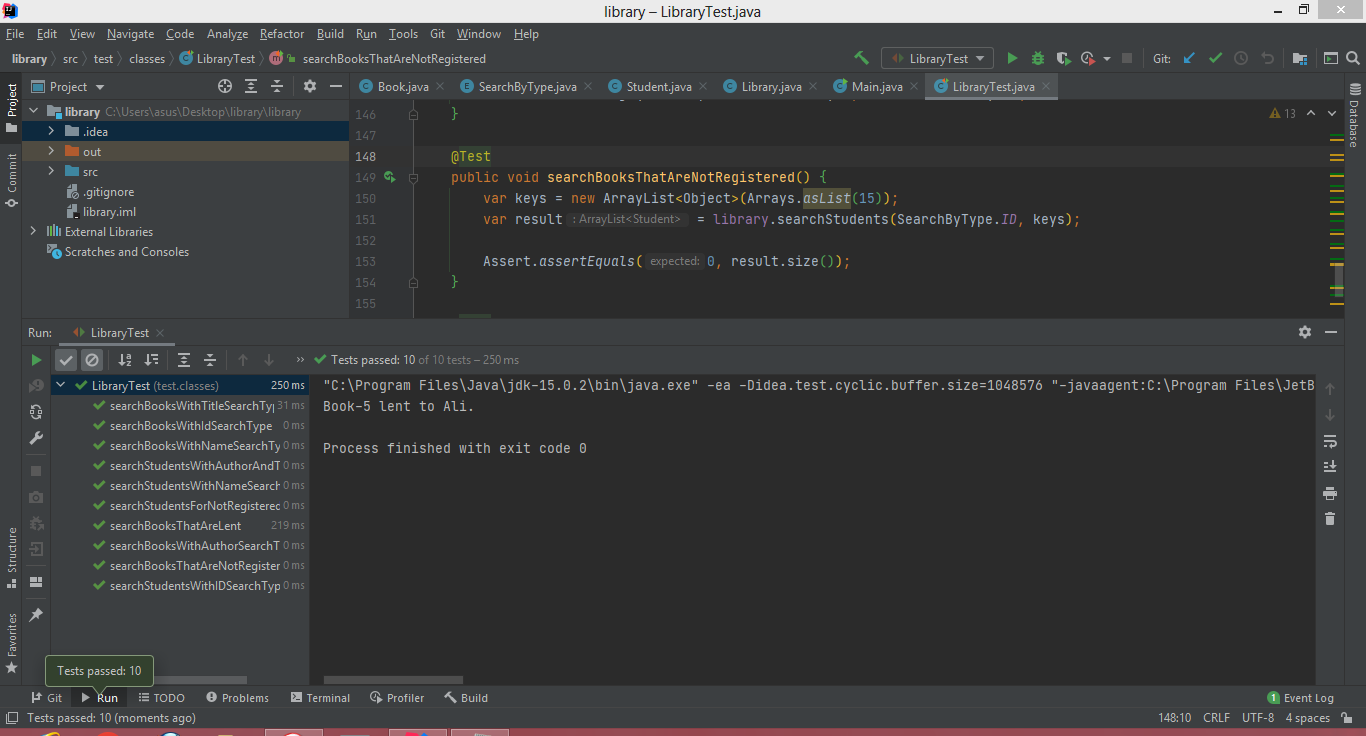 library – LibraryTest.java
File Edit View Navigate Code Analyze Refactor Build Run Tools Git Window Help
library src test classes LibraryTest searchBooksThatAreNotRegistered LibraryTest Git:
Project
Book.java SearchByType.java Student.java Library.java Main.java LibraryTest.java
Project
Commit
Structure
Favorites
Database
library C:\Users\asus\Desktop\library\library
.idea
out
src
.gitignore
library.iml
External Libraries
Scratches and Consoles
13
146 }
147
148 @Test
149 public void searchBooksThatAreNotRegistered() {
150 var keys = new ArrayList<Object>(Arrays.asList(15));
151 var result : ArrayList<Student> = library.searchStudents(SearchByType.ID, keys);
152
153 Assert.assertEquals( expected: 0, result.size());
154 }
155
Run: LibraryTest
Tests passed: 10 of 10 tests – 250 ms
LibraryTest (test.classes) 250 ms
searchBooksWithTitleSearchTyp 31 ms
searchBooksWithIdSearchType 0 ms
searchBooksWithNameSearchTy 0 ms
searchStudentsWithAuthorAndT 0 ms
searchStudentsWithNameSearch 0 ms
searchStudentsForNotRegisterec 0 ms
searchBooksThatAreLent 219 ms
searchBooksWithAuthorSearchT 0 ms
searchBooksThatAreNotRegister 0 ms
searchStudentsWithIDSearchTyp 0 ms
"C:\Program Files\Java\jdk-15.0.2\bin\java.exe" -ea -Didea.test.cyclic.buffer.size=1048576 "-javaagent:C:\Program Files\JetB
Book-5 lent to Ali.
Process finished with exit code 0
Tests passed: 10
Git Run TODO Problems Terminal Profiler Build 1 Event Log
Tests passed: 10 (moments ago) 148:10 CRLF UTF-8 4 spaces